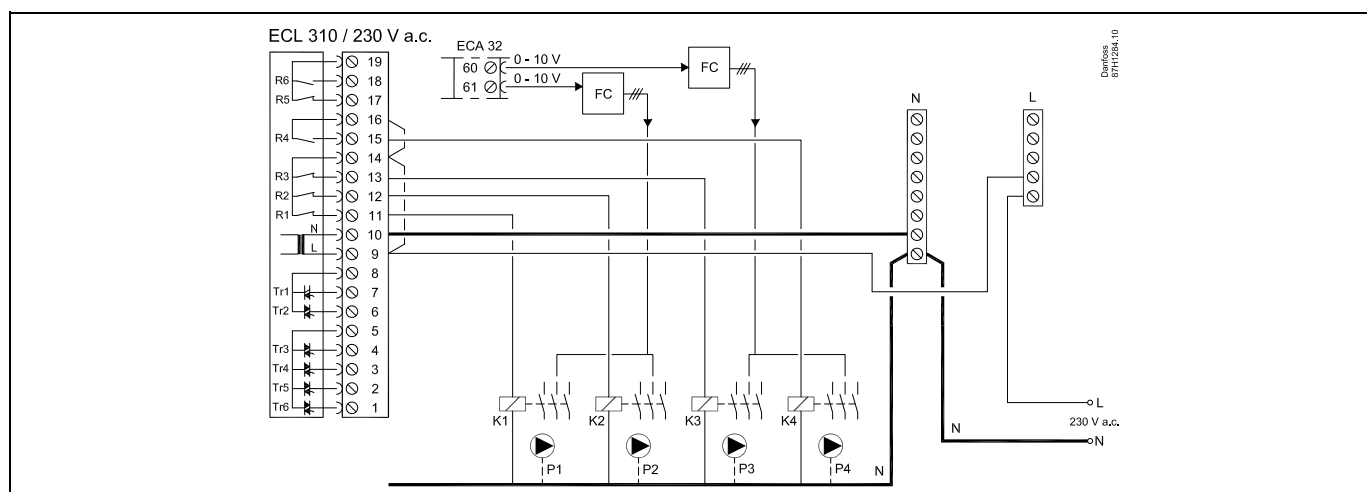 ECL 310 / 230 V a.c.
ECA 32
60 0 - 10 V
61 0 - 10 V
FC
FC
Danfoss
87H1284.10
N
L
19
R6 18
R5 17
16
R4 15
14
R3 13
R2 12
R1 11
N 10
L 9
8
Tr1 7
Tr2 6
5
Tr3 4
Tr4 3
Tr5 2
Tr6 1
K1
K2
K3
K4
P1
P2
P3
P4
N
N
L
230 V a.c.
N